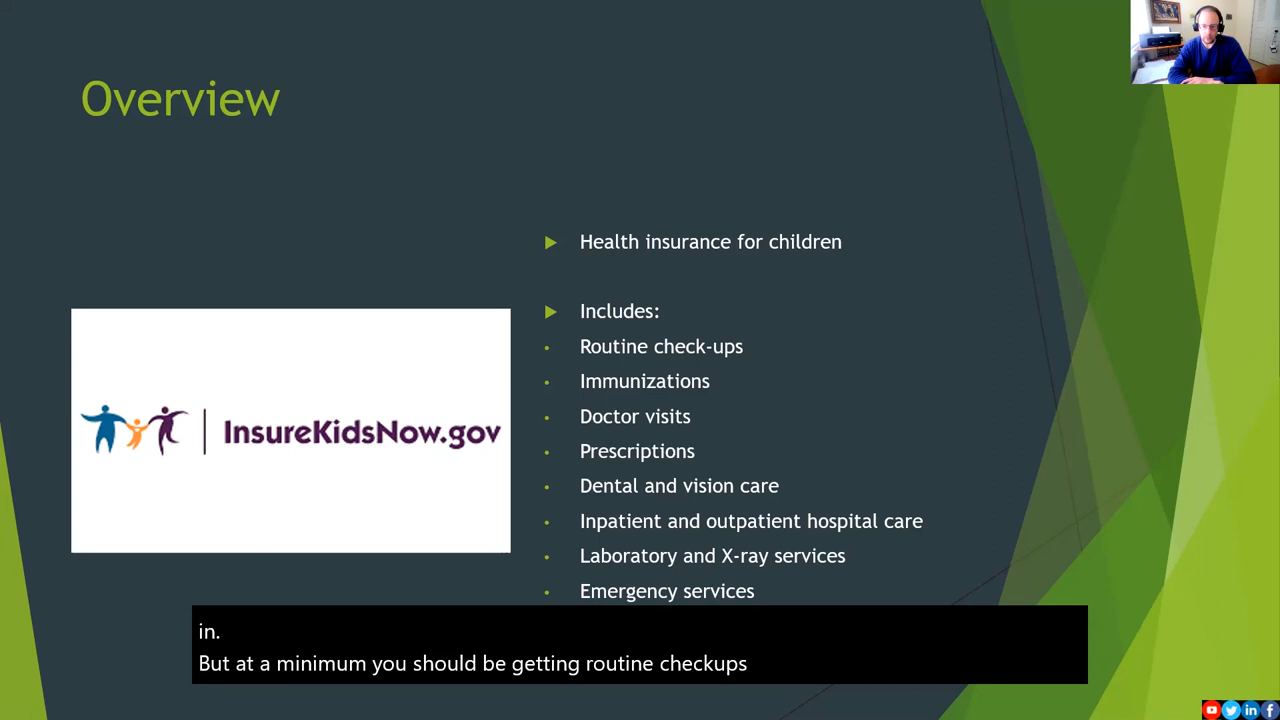 Overview
Health insurance for children
Includes:
Routine check-ups
Immunizations
Doctor visits
Prescriptions
Dental and vision care
Inpatient and outpatient hospital care
Laboratory and X-ray services
Emergency services
InsureKidsNow.gov
in.
But at a minimum you should be getting routine checkups